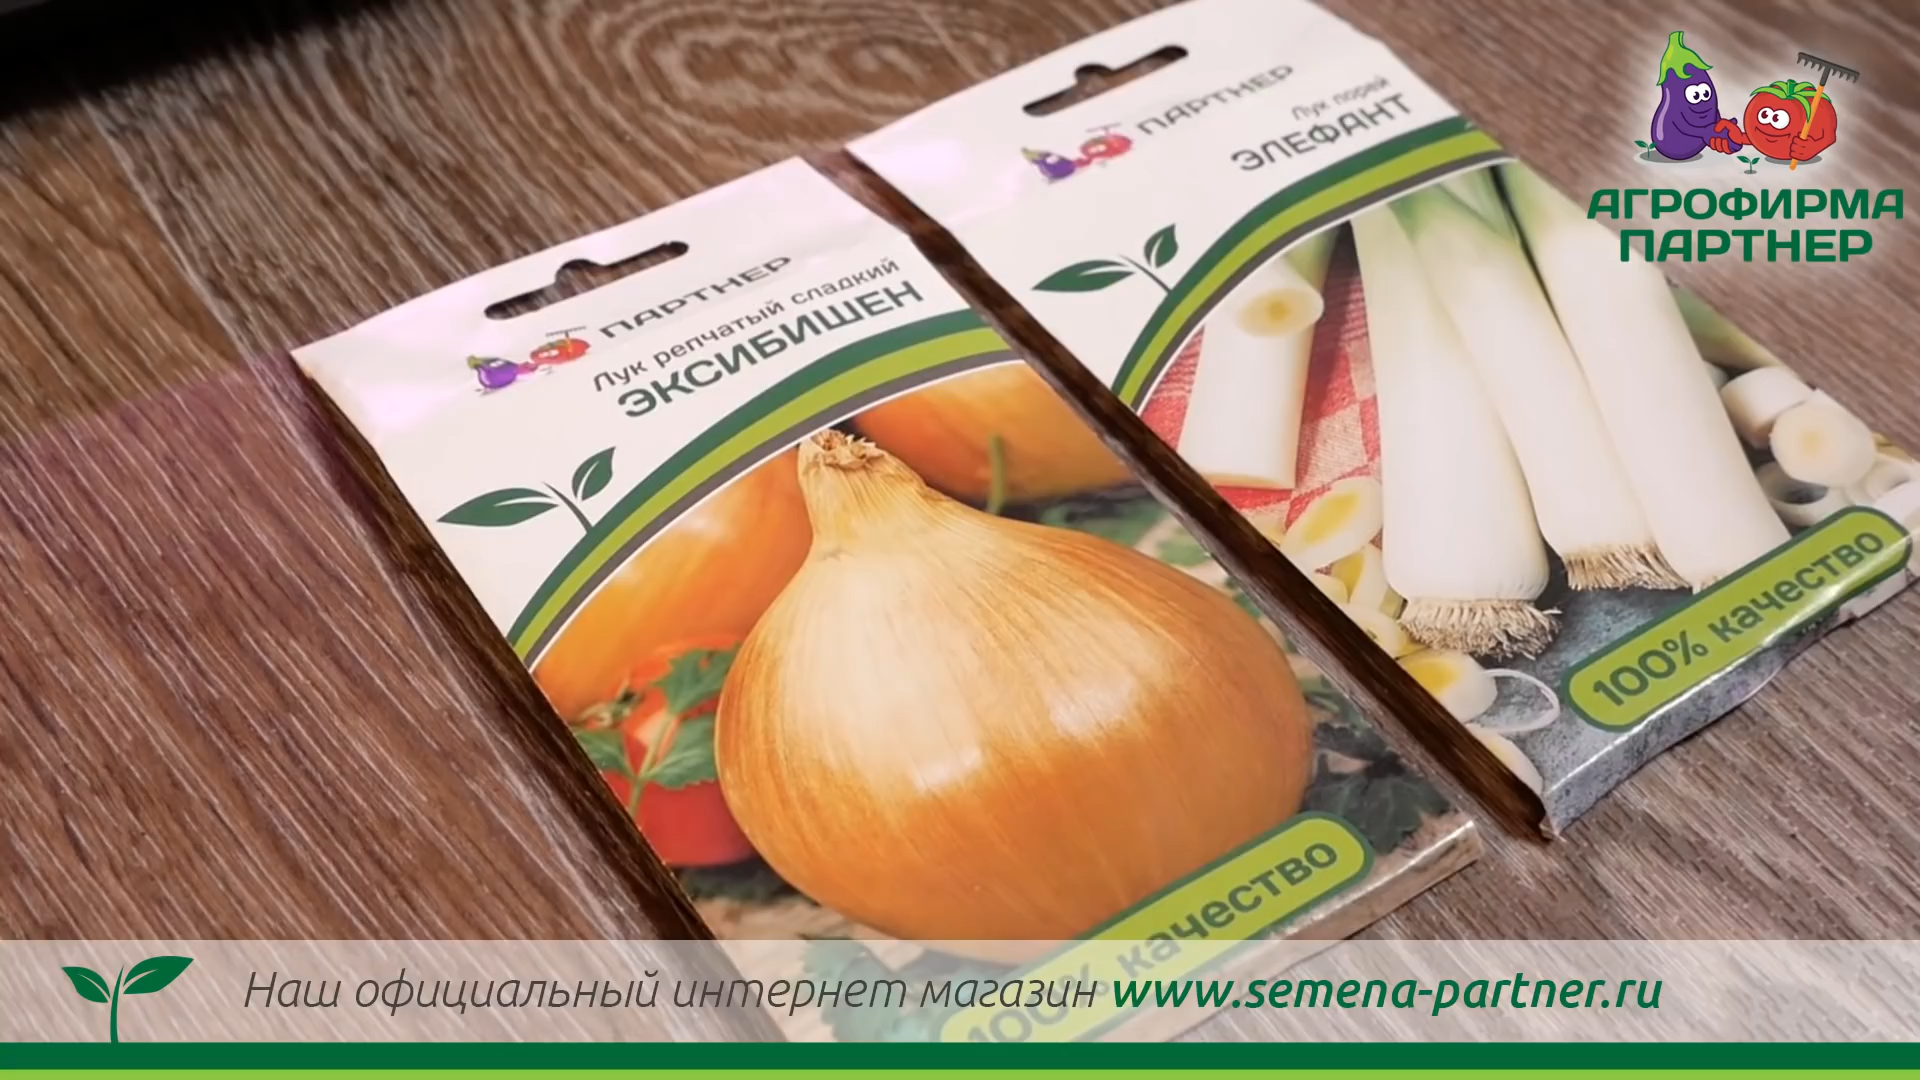 АГРОФИРМА
ПАРТНЕР
ПАРТНЕР
Лук порей
ЭЛЕФАНТ
100% качество
ПАРТНЕР
Лук репчатый сладкий
ЭКСИБИШЕН
100% качество
Наш официальный интернет магазин www.semena-partner.ru